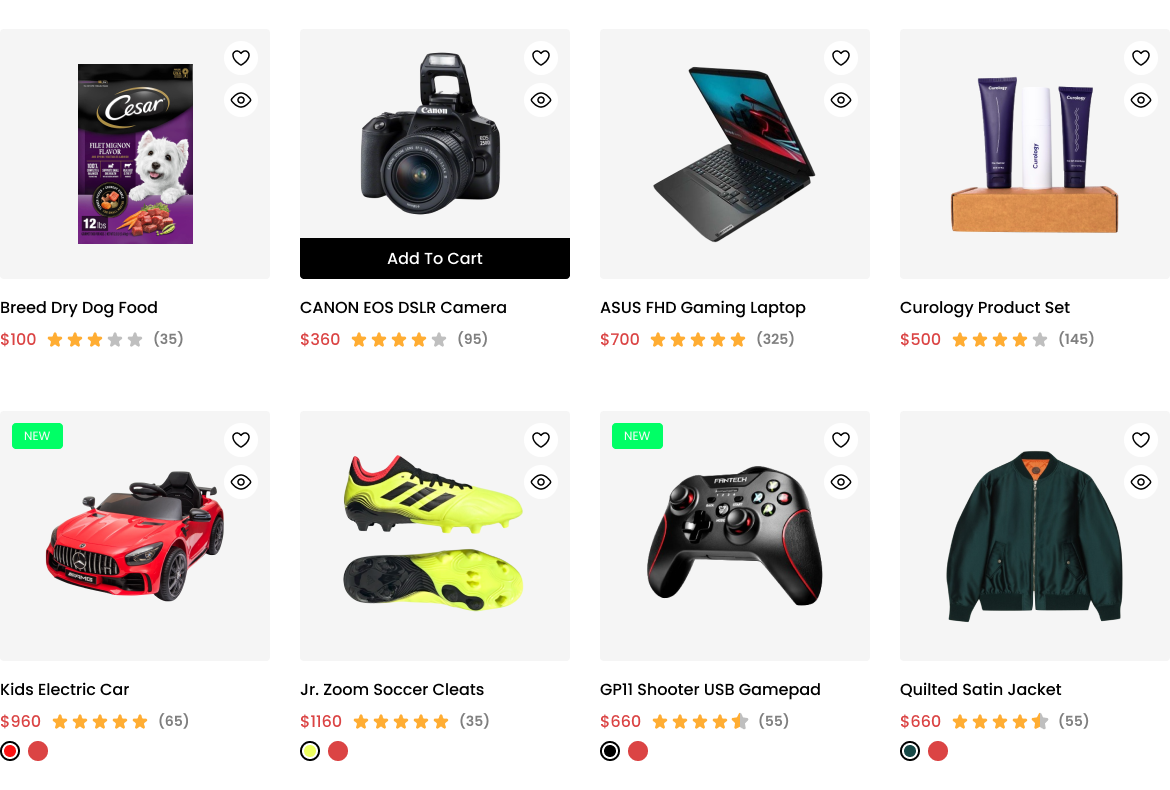 Cesar
FILET MIGNON
FLAVOR
12 lbs
Canon
EOS
250D
Curology
Curology
Curology
Add To Cart
Breed Dry Dog Food
CANON EOS DSLR Camera
ASUS FHD Gaming Laptop
Curology Product Set
$100 (35)
$360 (95)
$700 (325)
$500 (145)
NEW
NEW
FANTECH
AMG
Kids Electric Car
Jr. Zoom Soccer Cleats
GP11 Shooter USB Gamepad
Quilted Satin Jacket
$960 (65)
$1160 (35)
$660 (55)
$660 (55)